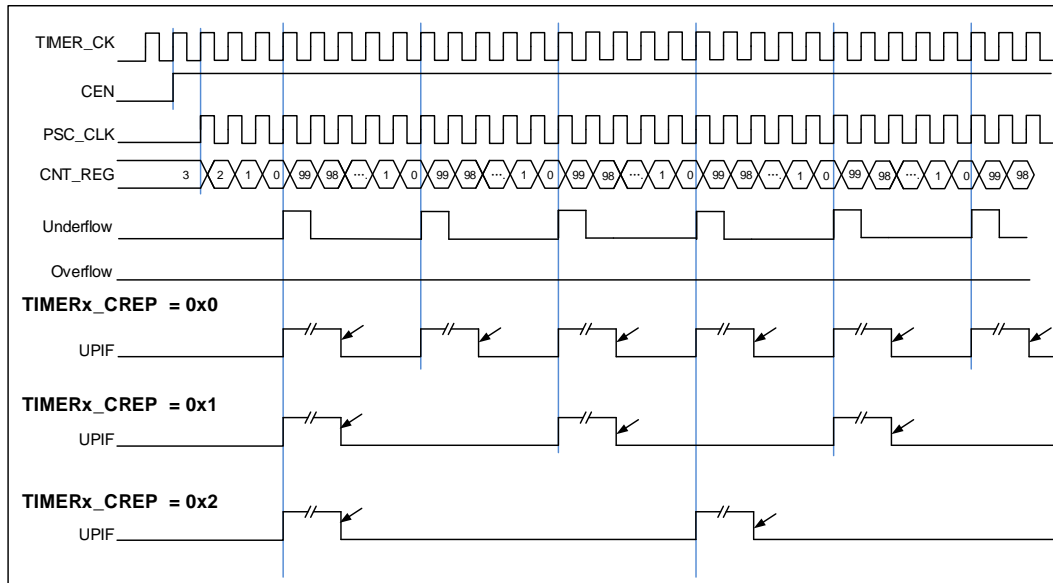 TIMER_CK
CEN
PSC_CLK
CNT_REG 3 2 1 0 99 98 .... 1 0 99 98 .... 1 0 99 98 .... 1 0 99 98 .... 1 0 99 98 .... 1 0 99 98
Underflow
Overflow
TIMERx_CREP = 0x0
UPIF
TIMERx_CREP = 0x1
UPIF
TIMERx_CREP = 0x2
UPIF